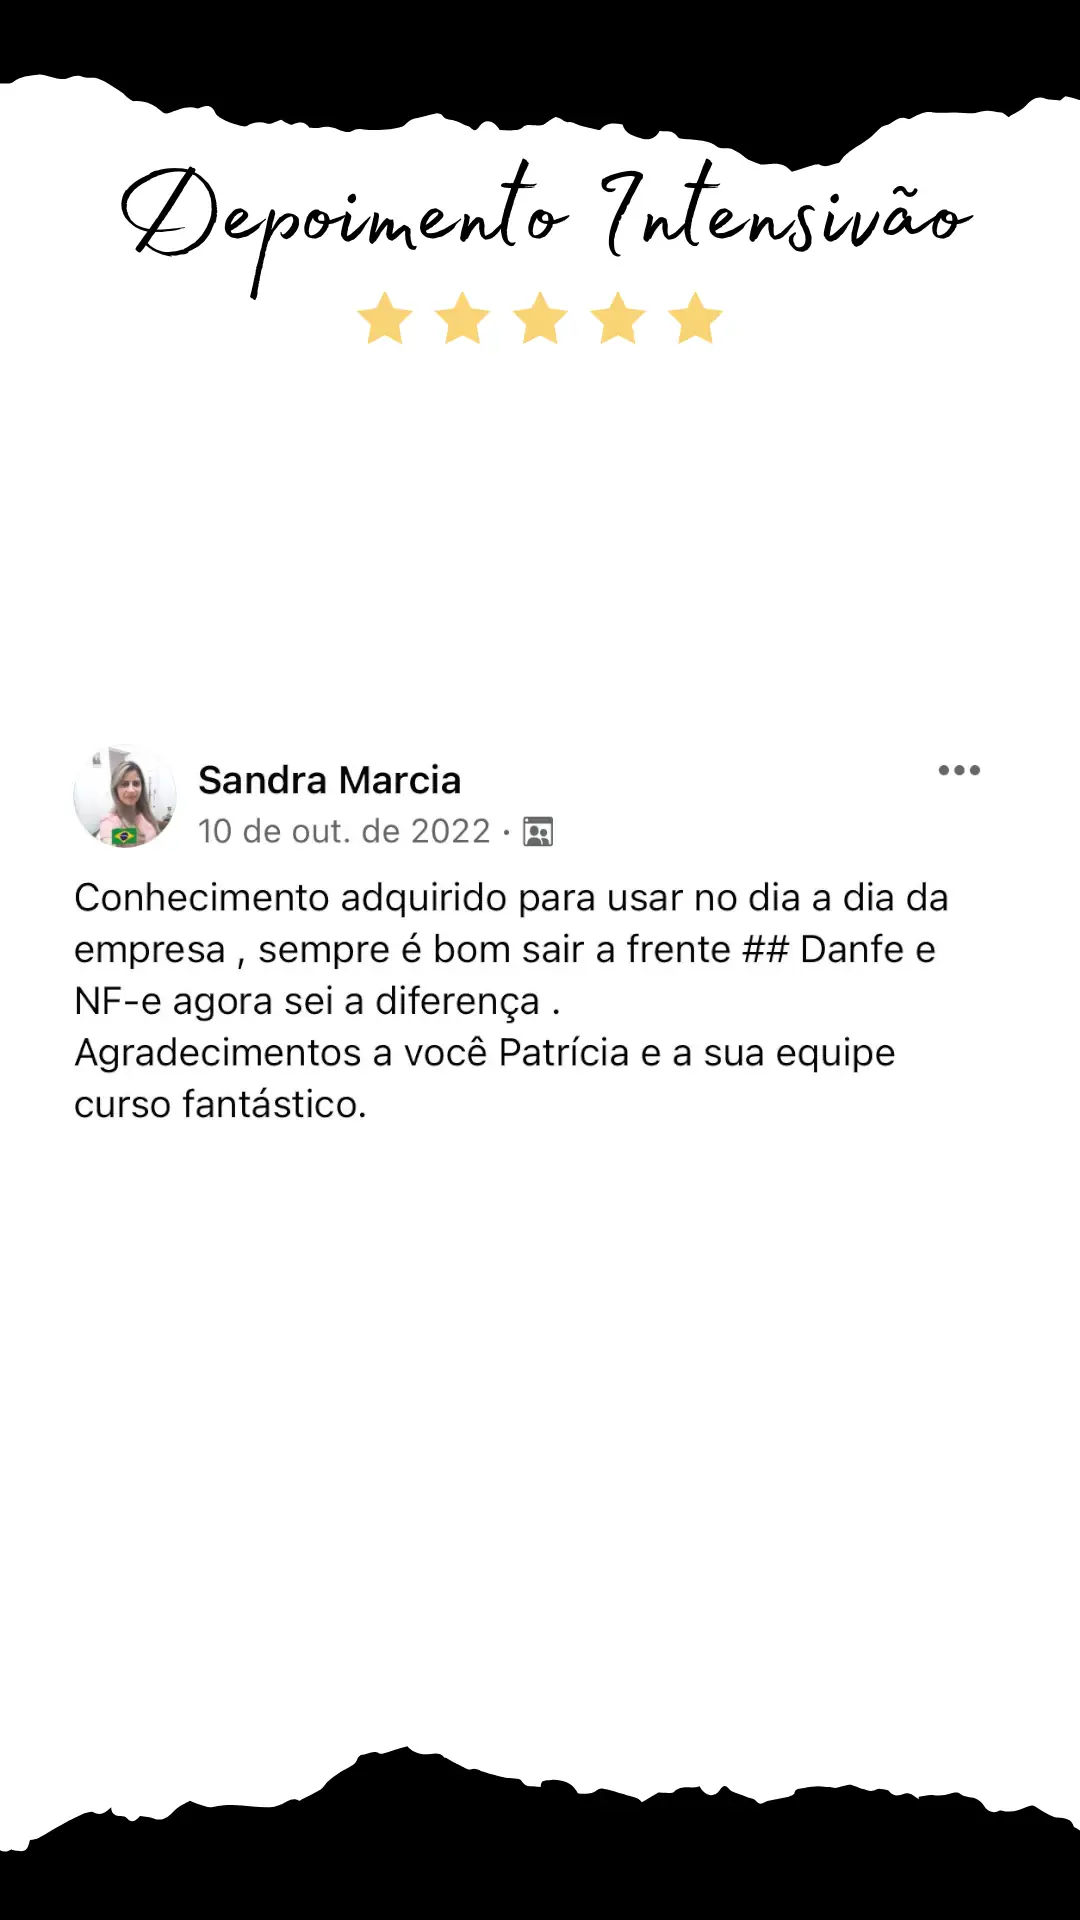 Depoimento Intensivão
Sandra Marcia
10 de out. de 2022 ·
Conhecimento adquirido para usar no dia a dia da
empresa , sempre é bom sair a frente ## Danfe e
NF-e agora sei a diferença .
Agradecimentos a você Patrícia e a sua equipe
curso fantástico.